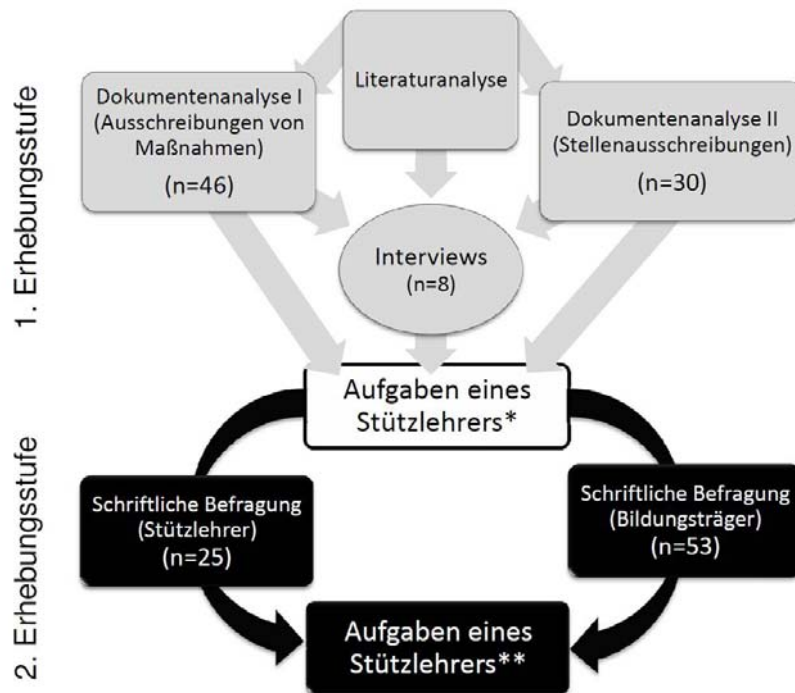 1. Erhebungsstufe
Literaturanalyse
Dokumentenanalyse I
(Ausschreibungen von
Maßnahmen)
(n=46)
Dokumentenanalyse II
(Stellenausschreibungen)
(n=30)
Interviews
(n=8)
Aufgaben eines
Stützlehrers*
2. Erhebungsstufe
Schriftliche Befragung
(Stützlehrer)
(n=25)
Schriftliche Befragung
(Bildungsträger)
(n=53)
Aufgaben eines
Stützlehrers**